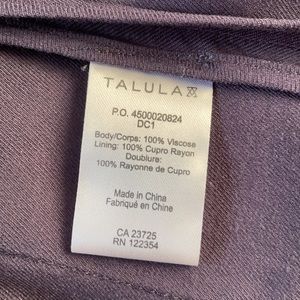 TALULA
P.O. 4500020824
DC1
Body/Corps: 100% Viscose
Lining: 100% Cupro Rayon
Doublure:
100% Rayonne de Cupro
Made in China
Fabriqué en Chine
CA 23725
RN 122354